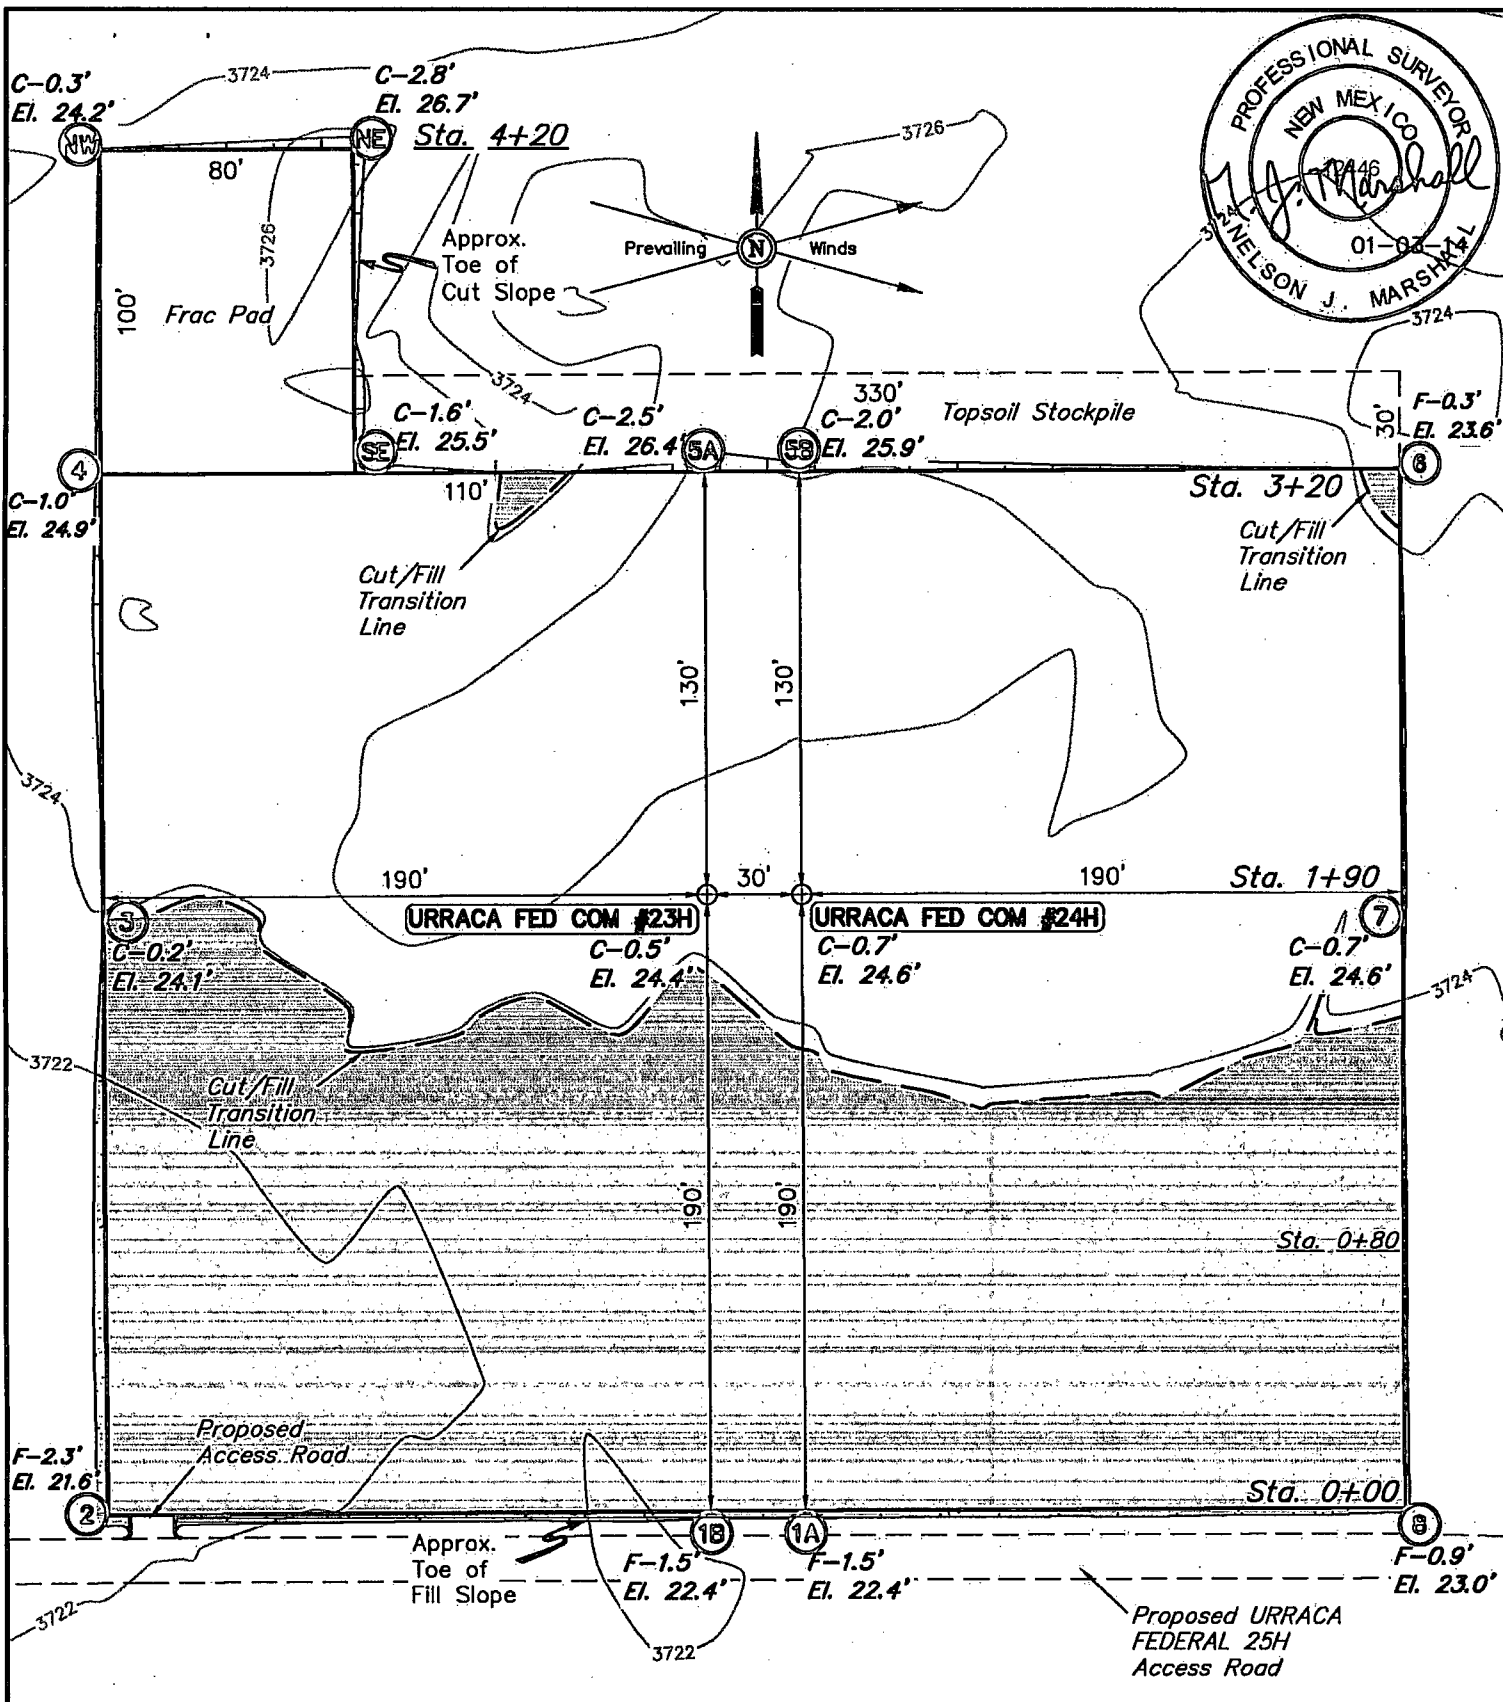 C-0.3'
El. 24.2'
3724
C-2.8'
El. 26.7'
Sta. 4+20
NW
NE
80'
3726
PROFESSIONAL SURVEYOR
NEW MEXICO
N. J. Marshall
01-03-14
NELSON J. MARSHALL
3724
3724
Approx.
Toe of
Cut Slope
Prevailing
N
Winds
3726
100'
Frac Pad
3724
330'
Topsoil Stockpile
30'
C-1.6'
El. 25.5'
C-2.5'
El. 26.4'
C-2.0'
El. 25.9'
F-0.3'
El. 23.6'
4
SE
5A
5B
6
C-1.0'
El. 24.9'
110'
Sta. 3+20
Cut/Fill
Transition
Line
Cut/Fill
Transition
Line
130'
130'
3724
190'
30'
190'
Sta. 1+90
3
URRACA FED COM #23H
URRACA FED COM #24H
7
C-0.2'
El. 24.1'
C-0.5'
El. 24.4'
C-0.7'
El. 24.6'
C-0.7'
El. 24.6'
3724
3722
Cut/Fill
Transition
Line
190'
190'
Sta. 0+80
Proposed
Access Road
F-2.3'
El. 21.6'
Sta. 0+00
2
1B
1A
8
Approx.
Toe of
Fill Slope
F-1.5'
El. 22.4'
F-1.5'
El. 22.4'
F-0.9'
El. 23.0'
3722
3722
Proposed URRACA
FEDERAL 25H
Access Road